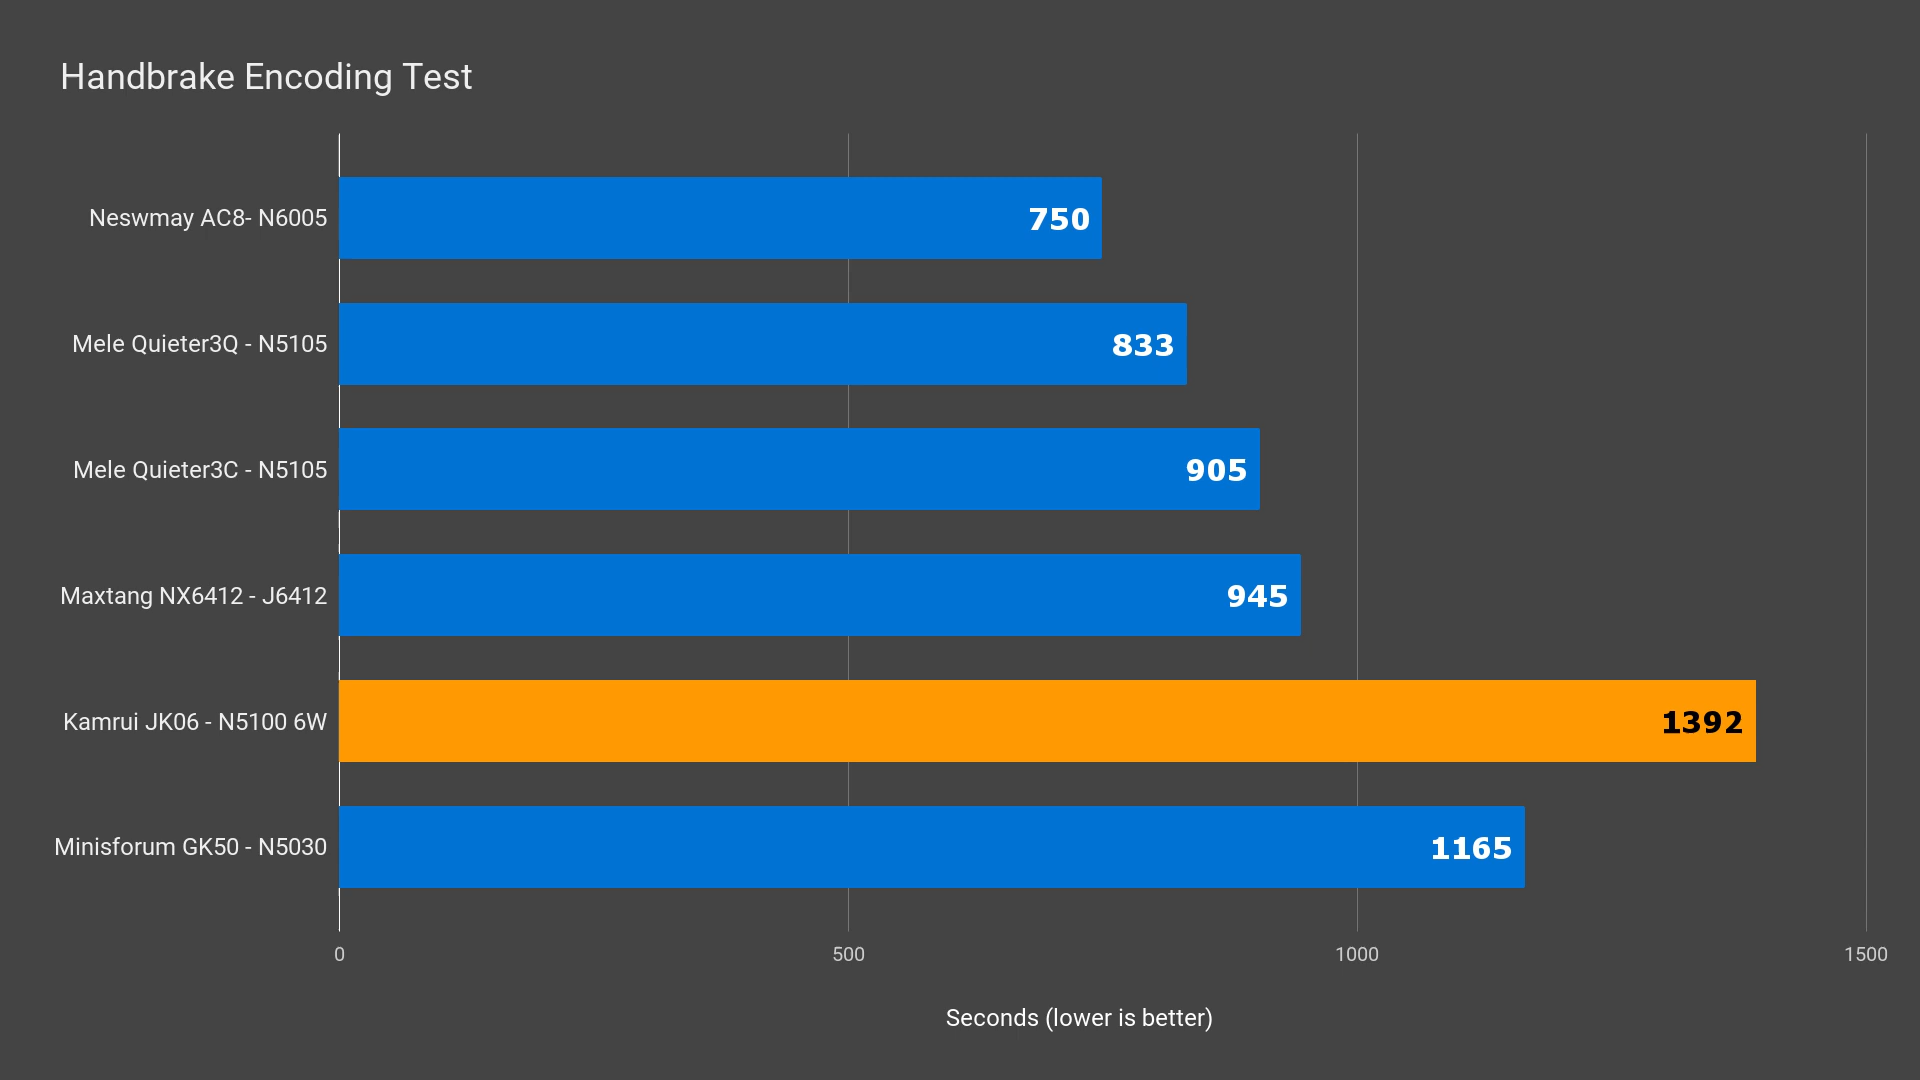 Handbrake Encoding Test
Neswmay AC8- N6005
750
Mele Quieter3Q - N5105
833
Mele Quieter3C - N5105
905
Maxtang NX6412 - J6412
945
Kamrui JK06 - N5100 6W
1392
Minisforum GK50 - N5030
1165
0
500
1000
1500
Seconds (lower is better)